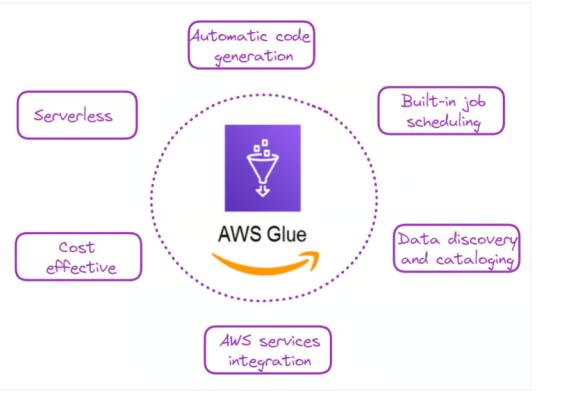 Automatic code
generation
Serverless
Built-in job
scheduling
AWS Glue
Cost
effective
Data discovery
and cataloging
AWS services
integration